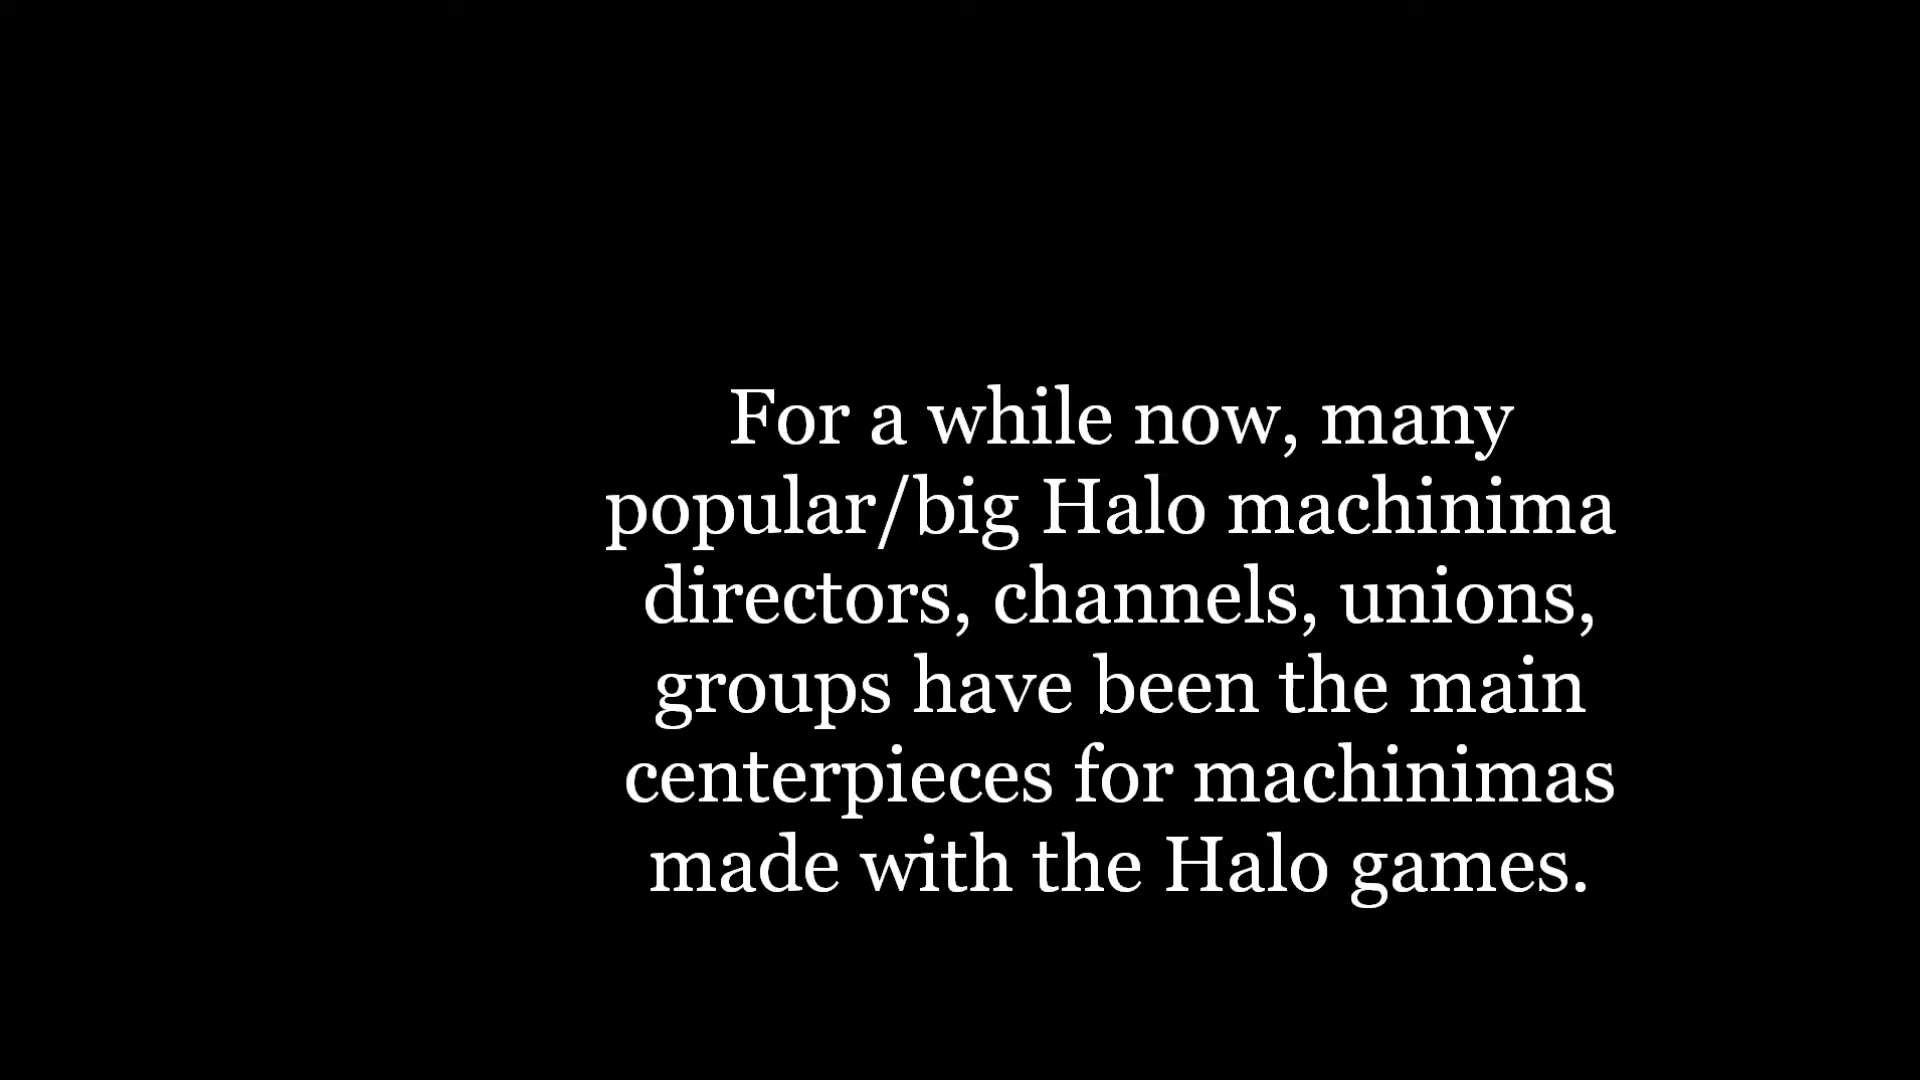 For a while now, many
popular/big Halo machinima
directors, channels, unions,
groups have been the main
centerpieces for machinimas
made with the Halo games.